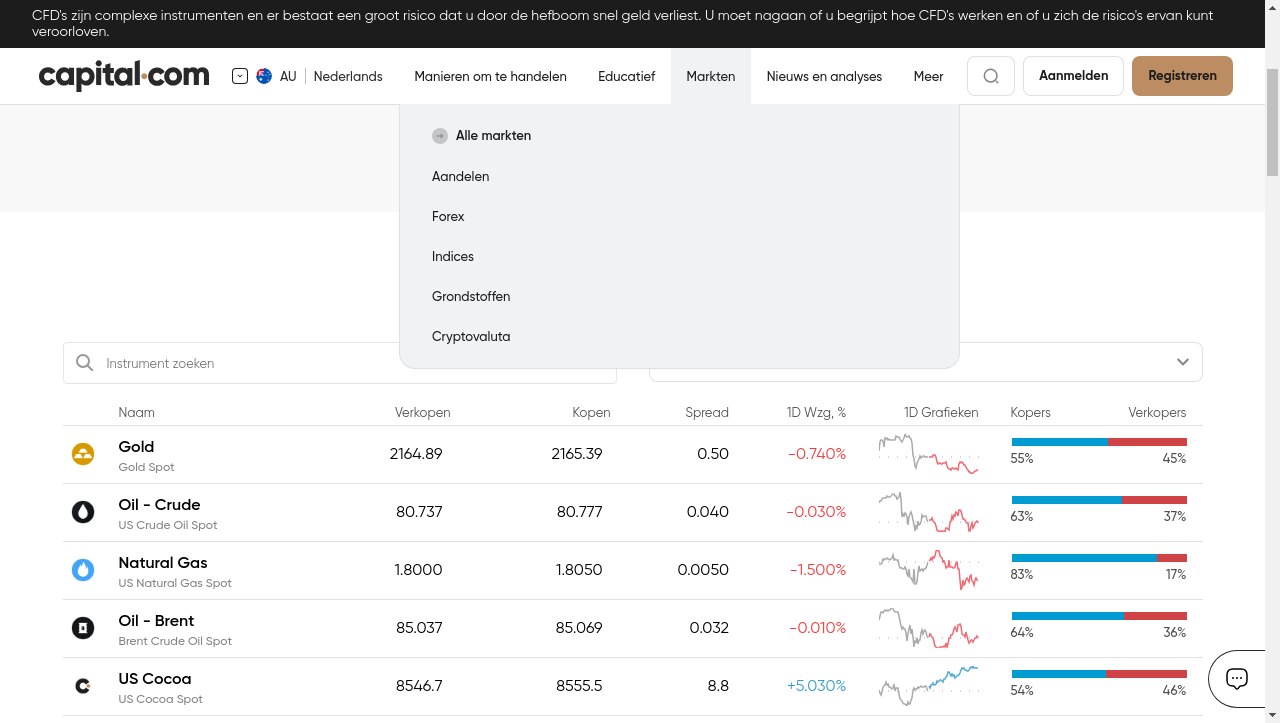 CFD's zijn complexe instrumenten en er bestaat een groot risico dat u door de hefboom snel geld verliest. U moet nagaan of u begrijpt hoe CFD's werken en of u zich de risico's ervan kunt
veroorloven.
capital.com AU Nederlands Manieren om te handelen Educatief Markten Nieuws en analyses Meer Aanmelden Registreren
Alle markten
Aandelen
Forex
Indices
Grondstoffen
Cryptovaluta
Instrument zoeken
Naam Verkopen Kopen Spread 1D Wzg, % 1D Grafieken Kopers Verkopers
Gold 2164.89 2165.39 0.50 -0.740%
Gold Spot 55% 45%
Oil - Crude 80.737 80.777 0.040 -0.030%
US Crude Oil Spot 63% 37%
Natural Gas 1.8000 1.8050 0.0050 -1.500%
US Natural Gas Spot 83% 17%
Oil - Brent 85.037 85.069 0.032 -0.010%
Brent Crude Oil Spot 64% 36%
US Cocoa 8546.7 8555.5 8.8 +5.030%
US Cocoa Spot 54% 46%